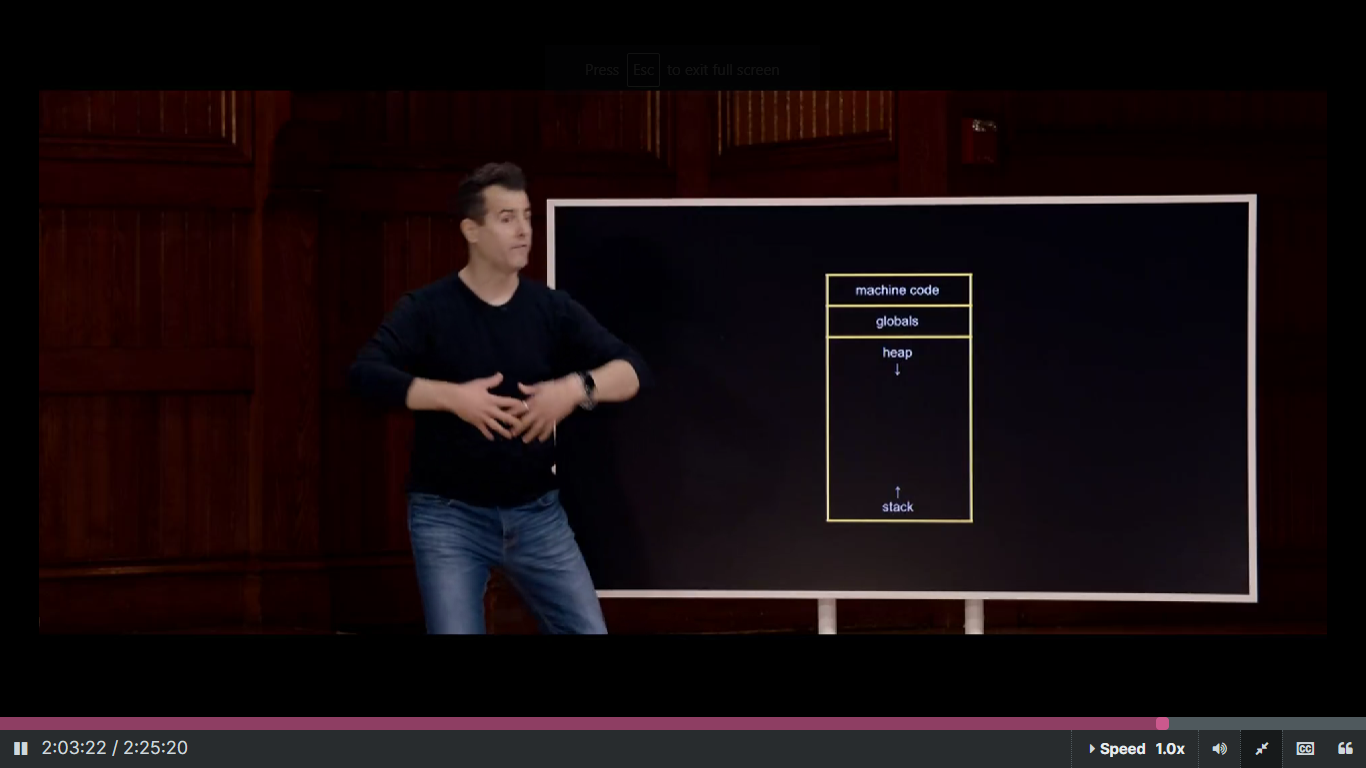 Press Esc to exit full screen
machine code
globals
heap
↓
↑
stack
2:03:22 / 2:25:20
Speed 1.0x
CC